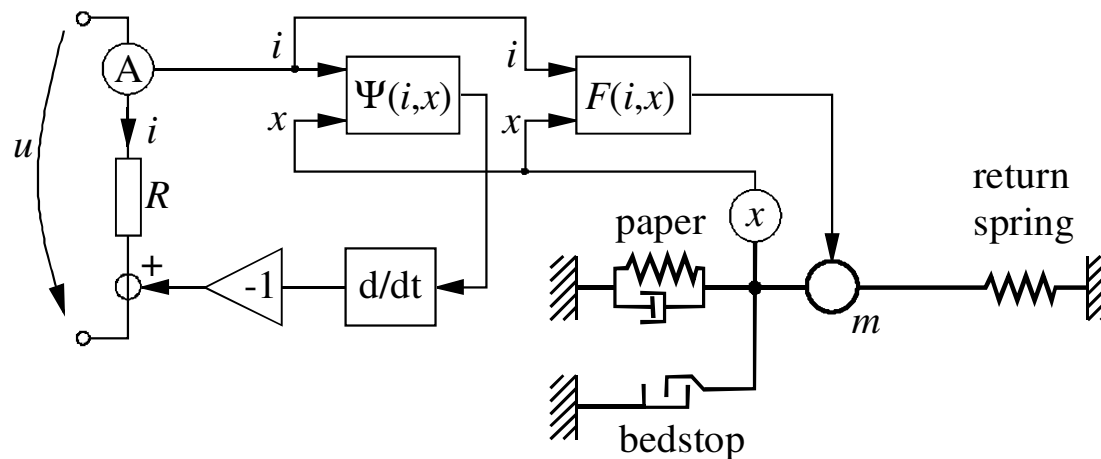 i
i
A
Ψ(i,x)
F(i,x)
x
x
i
u
R
return
spring
x
paper
+
-1
d/dt
m
bedstop